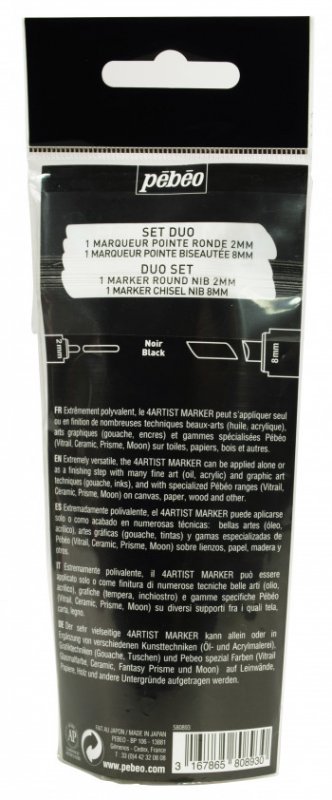 pébéo
SET DUO
1 MARQUEUR POINTE RONDE 2MM
1 MARQUEUR POINTE BISEAUTÉE 8MM
DUO SET
1 MARKER ROUND NIB 2MM
1 MARKER CHISEL NIB 8MM
2mm
Noir
Black
8mm
FR Extrêmement polyvalent, le 4ARTIST MARKER peut s'appliquer seul
ou en finition de nombreuses techniques beaux-arts (huile, acrylique),
arts graphiques (gouache, encres) et gammes spécialisées Pébéo
(Vitrail, Ceramic, Prisme, Moon) sur toiles, papiers, bois et autres.
EN Extremely versatile, the 4ARTIST MARKER can be applied alone or
as a finishing step with many fine art (oil, acrylic) and graphic art
techniques (gouache, inks), and with specialized Pébéo ranges (Vitrail,
Ceramic, Prisme, Moon) on canvas, paper, wood and other.
ES Extremadamente polivalente, el 4ARTIST MARKER puede aplicarse
solo o como acabado en numerosas técnicas: bellas artes (óleo,
acrílico), artes gráficas (gouache, tintas) y gamas especializadas de
Pébéo (Vitrail, Ceramic, Prisme, Moon) sobre lienzos, papel, madera y
otros.
IT Estremamente polivalente, il 4ARTIST MARKER può essere
applicato solo o come finitura di numerose tecniche belle arti (olio,
acrilico), grafiche (tempera, inchiostro) e gamme specifiche Pébéo
(Vitrail, Ceramic, Prisme, Moon) su diversi supporti fra i quali tela,
carta, legno.
DE Der sehr vielseitige 4ARTIST MARKER kann allein oder in
Ergänzung von verschiedenen Kunsttechniken (Öl- und Acrylmalerei),
Grafiktechniken (Gouache, Tuschen) und Pebeo spezial Farben (Vitrail
Glasmalfarbe, Ceramic, Fantasy Prisme und Moon) auf Leinwände,
Papiere, Holz und andere Untergründe aufgetragen werden.
AP
FAIT AU JAPON / MADE IN JAPAN
PEBEO - BP 106 - 13881
Gémenos - Cedex, France
T : 33 (0)4 42 32 08 08
www.pebeo.com
580893
3 167865 808930